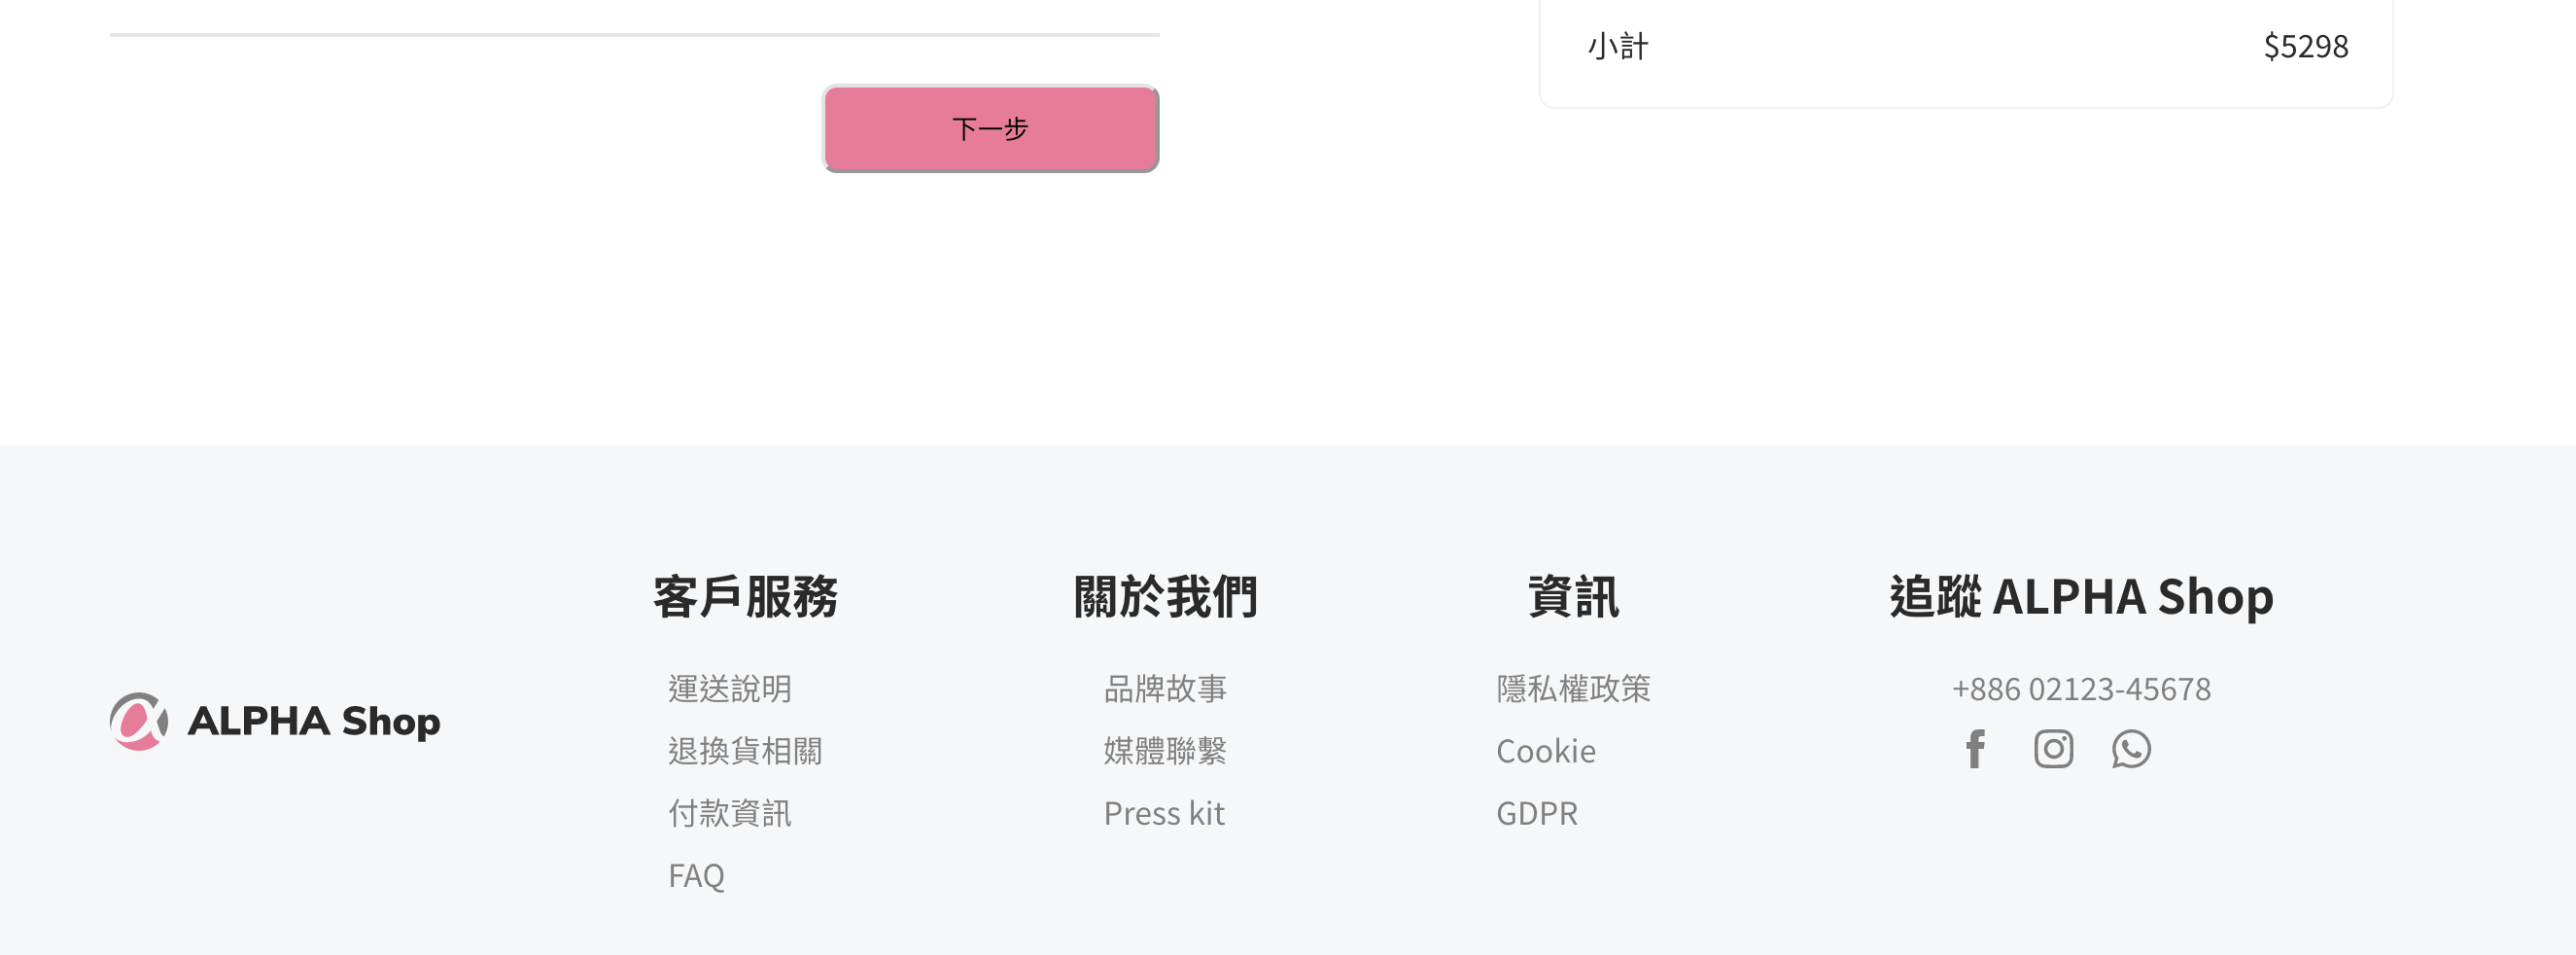 小計
$5298
下一步
ALPHA Shop
客戶服務
運送說明
退換貨相關
付款資訊
FAQ
關於我們
品牌故事
媒體聯繫
Press kit
資訊
隱私權政策
Cookie
GDPR
追蹤 ALPHA Shop
+886 02123-45678